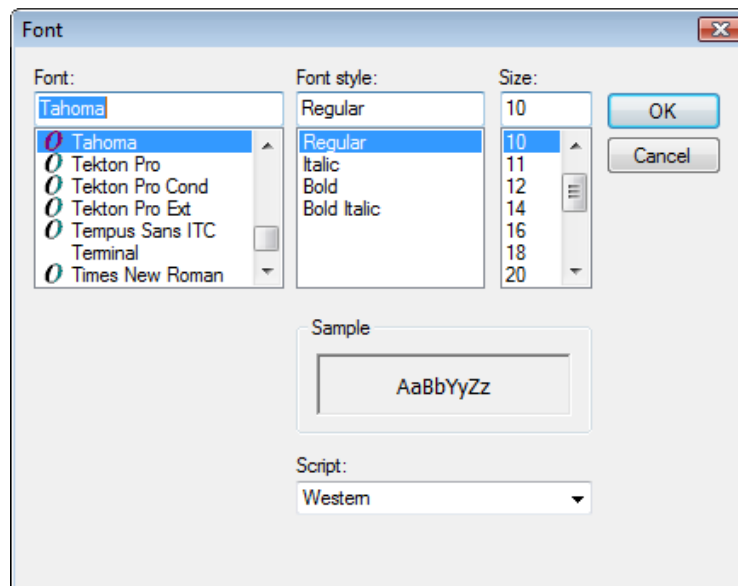 Font
Font:
Font style:
Size:
Tahoma
Regular
10
OK
Tahoma
Tekton Pro
Tekton Pro Cond
Tekton Pro Ext
Tempus Sans ITC
Terminal
Times New Roman
Regular
Italic
Bold
Bold Italic
10
11
12
14
16
18
20
Cancel
Sample
AaBbYyZz
Script:
Western